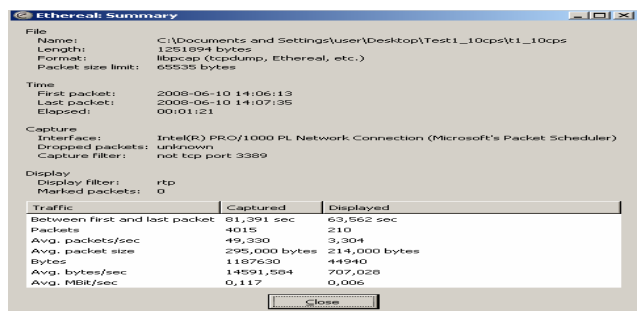 Ethereal: Summary
File
Name: C:\Documents and Settings\user\Desktop\Test1_10cps\t1_10cps
Length: 1251894 bytes
Format: libpcap (tcpdump, Ethereal, etc.)
Packet size limit: 65535 bytes
Time
First packet: 2008-06-10 14:06:13
Last packet: 2008-06-10 14:07:35
Elapsed: 00:01:21
Capture
Interface: Intel(R) PRO/1000 PL Network Connection (Microsoft's Packet Scheduler)
Dropped packets: unknown
Capture filter: not tcp port 3389
Display
Display filter: rtp
Marked packets: 0
Traffic Captured Displayed
Between first and last packet 81,391 sec 63,562 sec
Packets 4015 210
Avg. packets/sec 49,330 3,304
Avg. packet size 295,000 bytes 214,000 bytes
Bytes 1187630 44940
Avg. bytes/sec 14591,584 707,028
Avg. MBit/sec 0,117 0,006
Close